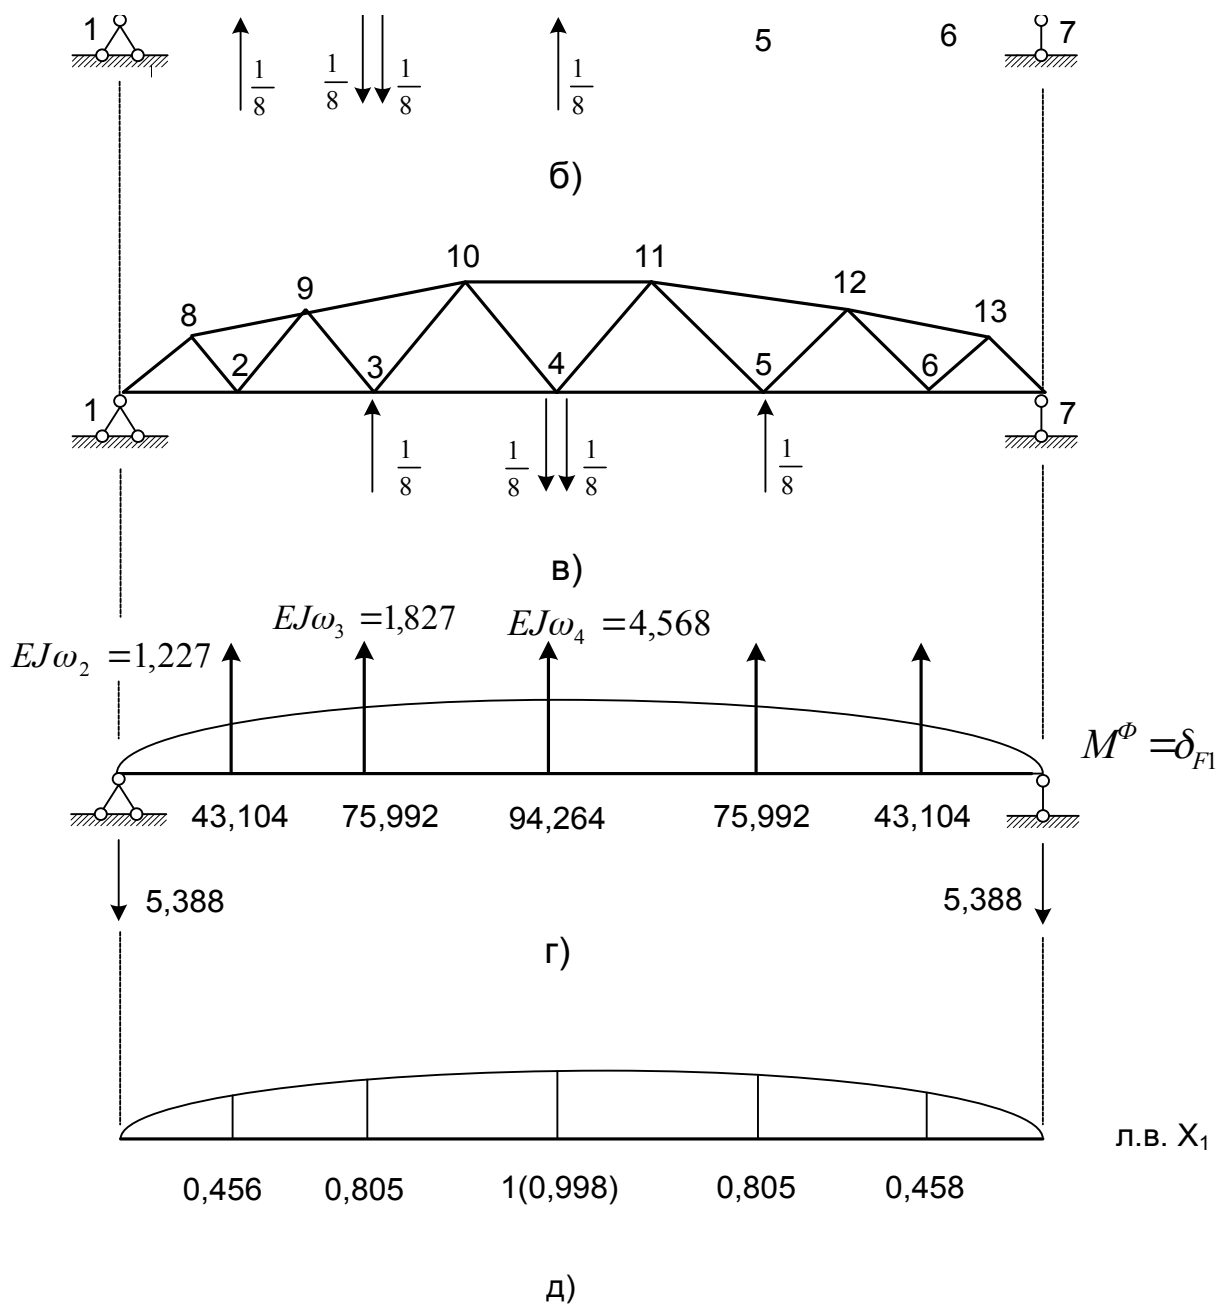 1 5 6 7
1/8 1/8 1/8 1/8
б)
10 11
9 12
8 13
2 3 4 5 6
1 7
1/8 1/8 1/8 1/8
в)
EJω₂ =1,227 EJω₃ =1,827 EJω₄ =4,568
M^Φ =δ_F1
43,104 75,992 94,264 75,992 43,104
5,388 5,388
г)
л.в. X₁
0,456 0,805 1(0,998) 0,805 0,458
д)